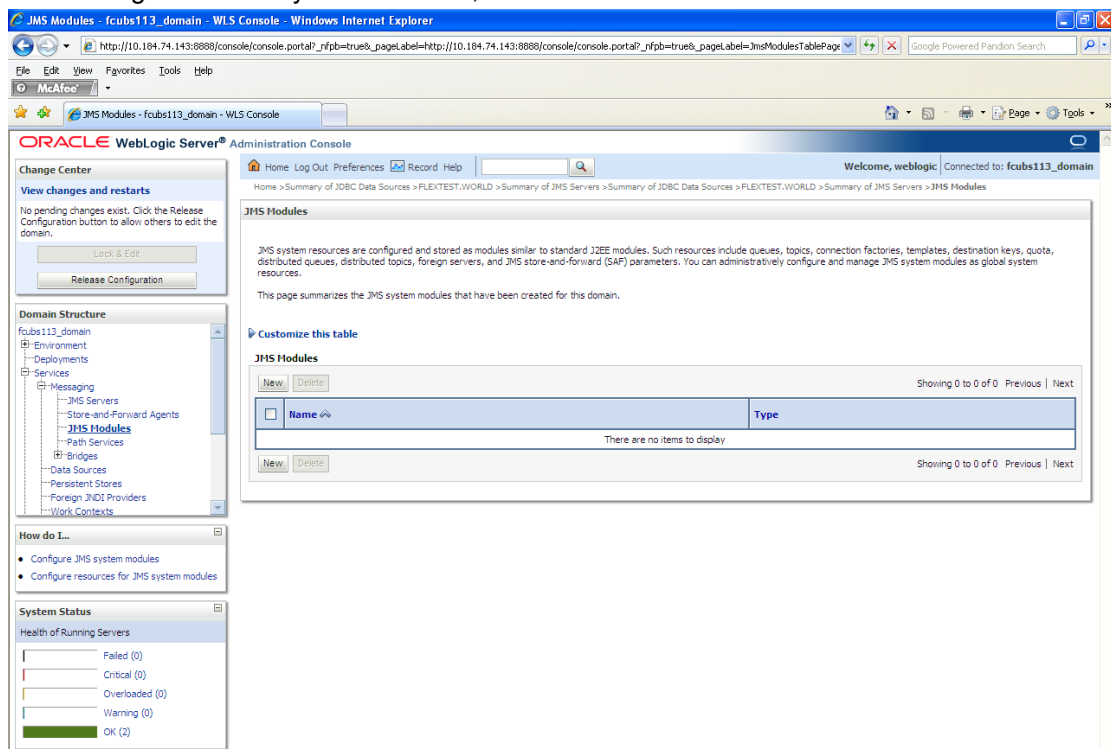 JMS Modules - fcubs113_domain - WLS Console - Windows Internet Explorer
http://10.184.74.143:8888/console/console.portal?_nfpb=true&_pageLabel=http://10.184.74.143:8888/console/console.portal?_nfpb=true&_pageLabel=JmsModulesTablePage
Google Powered Pandion Search
File Edit View Favorites Tools Help
McAfee
JMS Modules - fcubs113_domain - WLS Console
Page Tools
ORACLE WebLogic Server® Administration Console
Change Center
View changes and restarts
No pending changes exist. Click the Release
Configuration button to allow others to edit the
domain.
Lock & Edit
Release Configuration
Domain Structure
fcubs113_domain
Environment
Deployments
Services
Messaging
JMS Servers
Store-and-Forward Agents
JMS Modules
Path Services
Bridges
Data Sources
Persistent Stores
Foreign JNDI Providers
Work Contexts
How do I...
Configure JMS system modules
Configure resources for JMS system modules
System Status
Health of Running Servers
Failed (0)
Critical (0)
Overloaded (0)
Warning (0)
OK (2)
Home Log Out Preferences Record Help
Welcome, weblogic Connected to: fcubs113_domain
Home >Summary of JDBC Data Sources >FLEXTEST.WORLD >Summary of JMS Servers >Summary of JDBC Data Sources >FLEXTEST.WORLD >Summary of JMS Servers >JMS Modules
JMS Modules
JMS system resources are configured and stored as modules similar to standard J2EE modules. Such resources include queues, topics, connection factories, templates, destination keys, quota,
distributed queues, distributed topics, foreign servers, and JMS store-and-forward (SAF) parameters. You can administratively configure and manage JMS system modules as global system
resources.
This page summarizes the JMS system modules that have been created for this domain.
Customize this table
JMS Modules
New Delete Showing 0 to 0 of 0 Previous | Next
Name Type
There are no items to display
New Delete Showing 0 to 0 of 0 Previous | Next